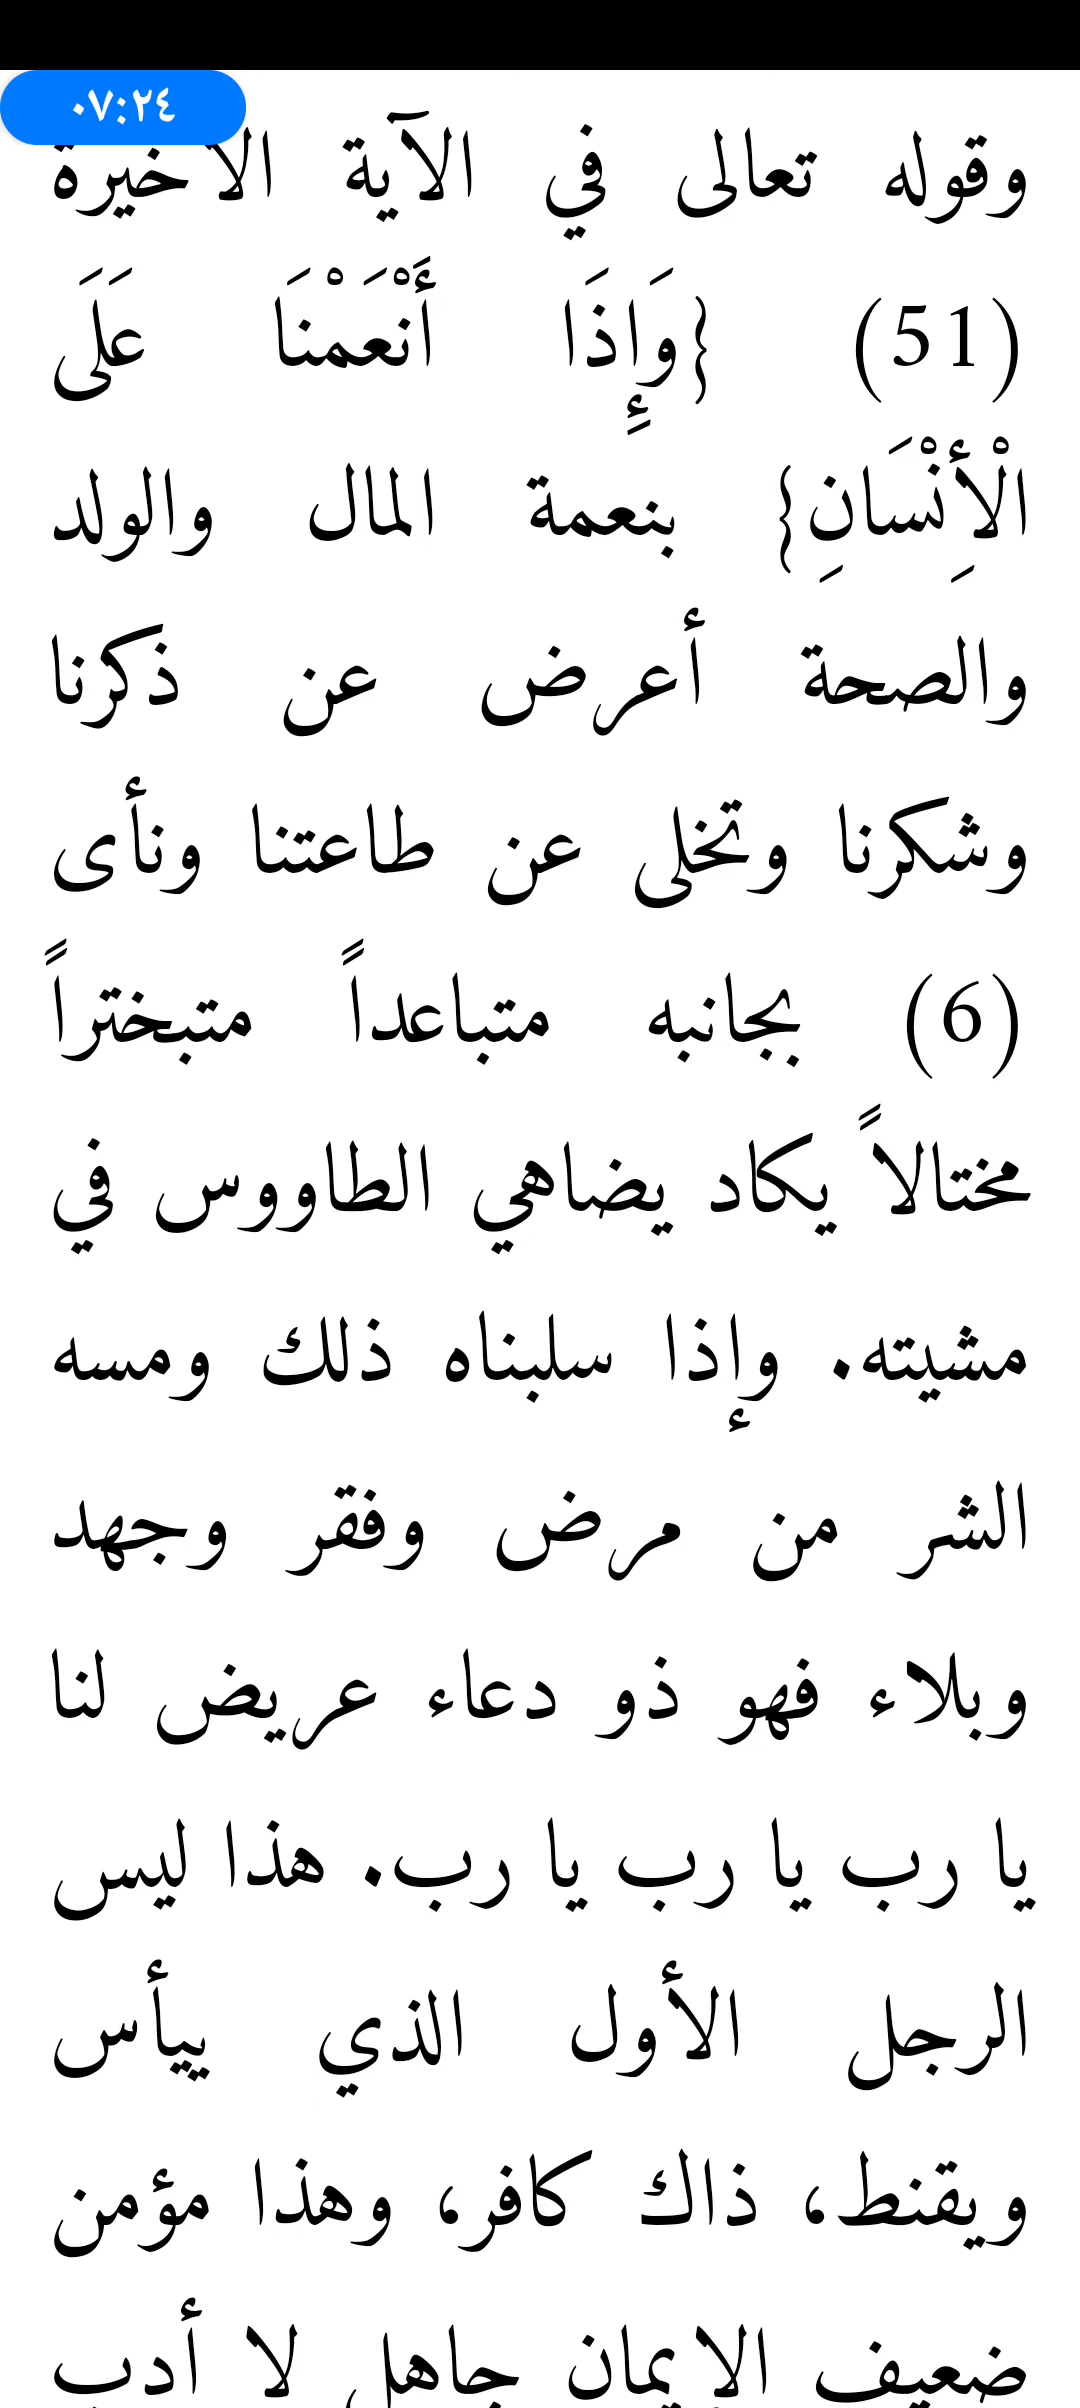 ٠٧:٢٤
وقوله تعالى في الآية الأخيرة
(51) {وَإِذَا أَنْعَمْنَا عَلَى
الْأِنْسَانِ} بنعمة المال والولد
والصحة أعرض عن ذكرنا
وشكرنا وتخلى عن طاعتنا ونأى
(6) بجانبه متباعداً متبختراً
مختالاً يكاد يضاهي الطاووس في
مشيته. وإذا سلبناه ذلك ومسه
الشر من مرض وفقر وجهد
وبلاء فهو ذو دعاء عريض لنا
يا رب يا رب يا رب. هذا ليس
الرجل الأول الذي ييأس
ويقنط، ذاك كافر، وهذا مؤمن
ضعيف الإيمان جاهل لا أدب